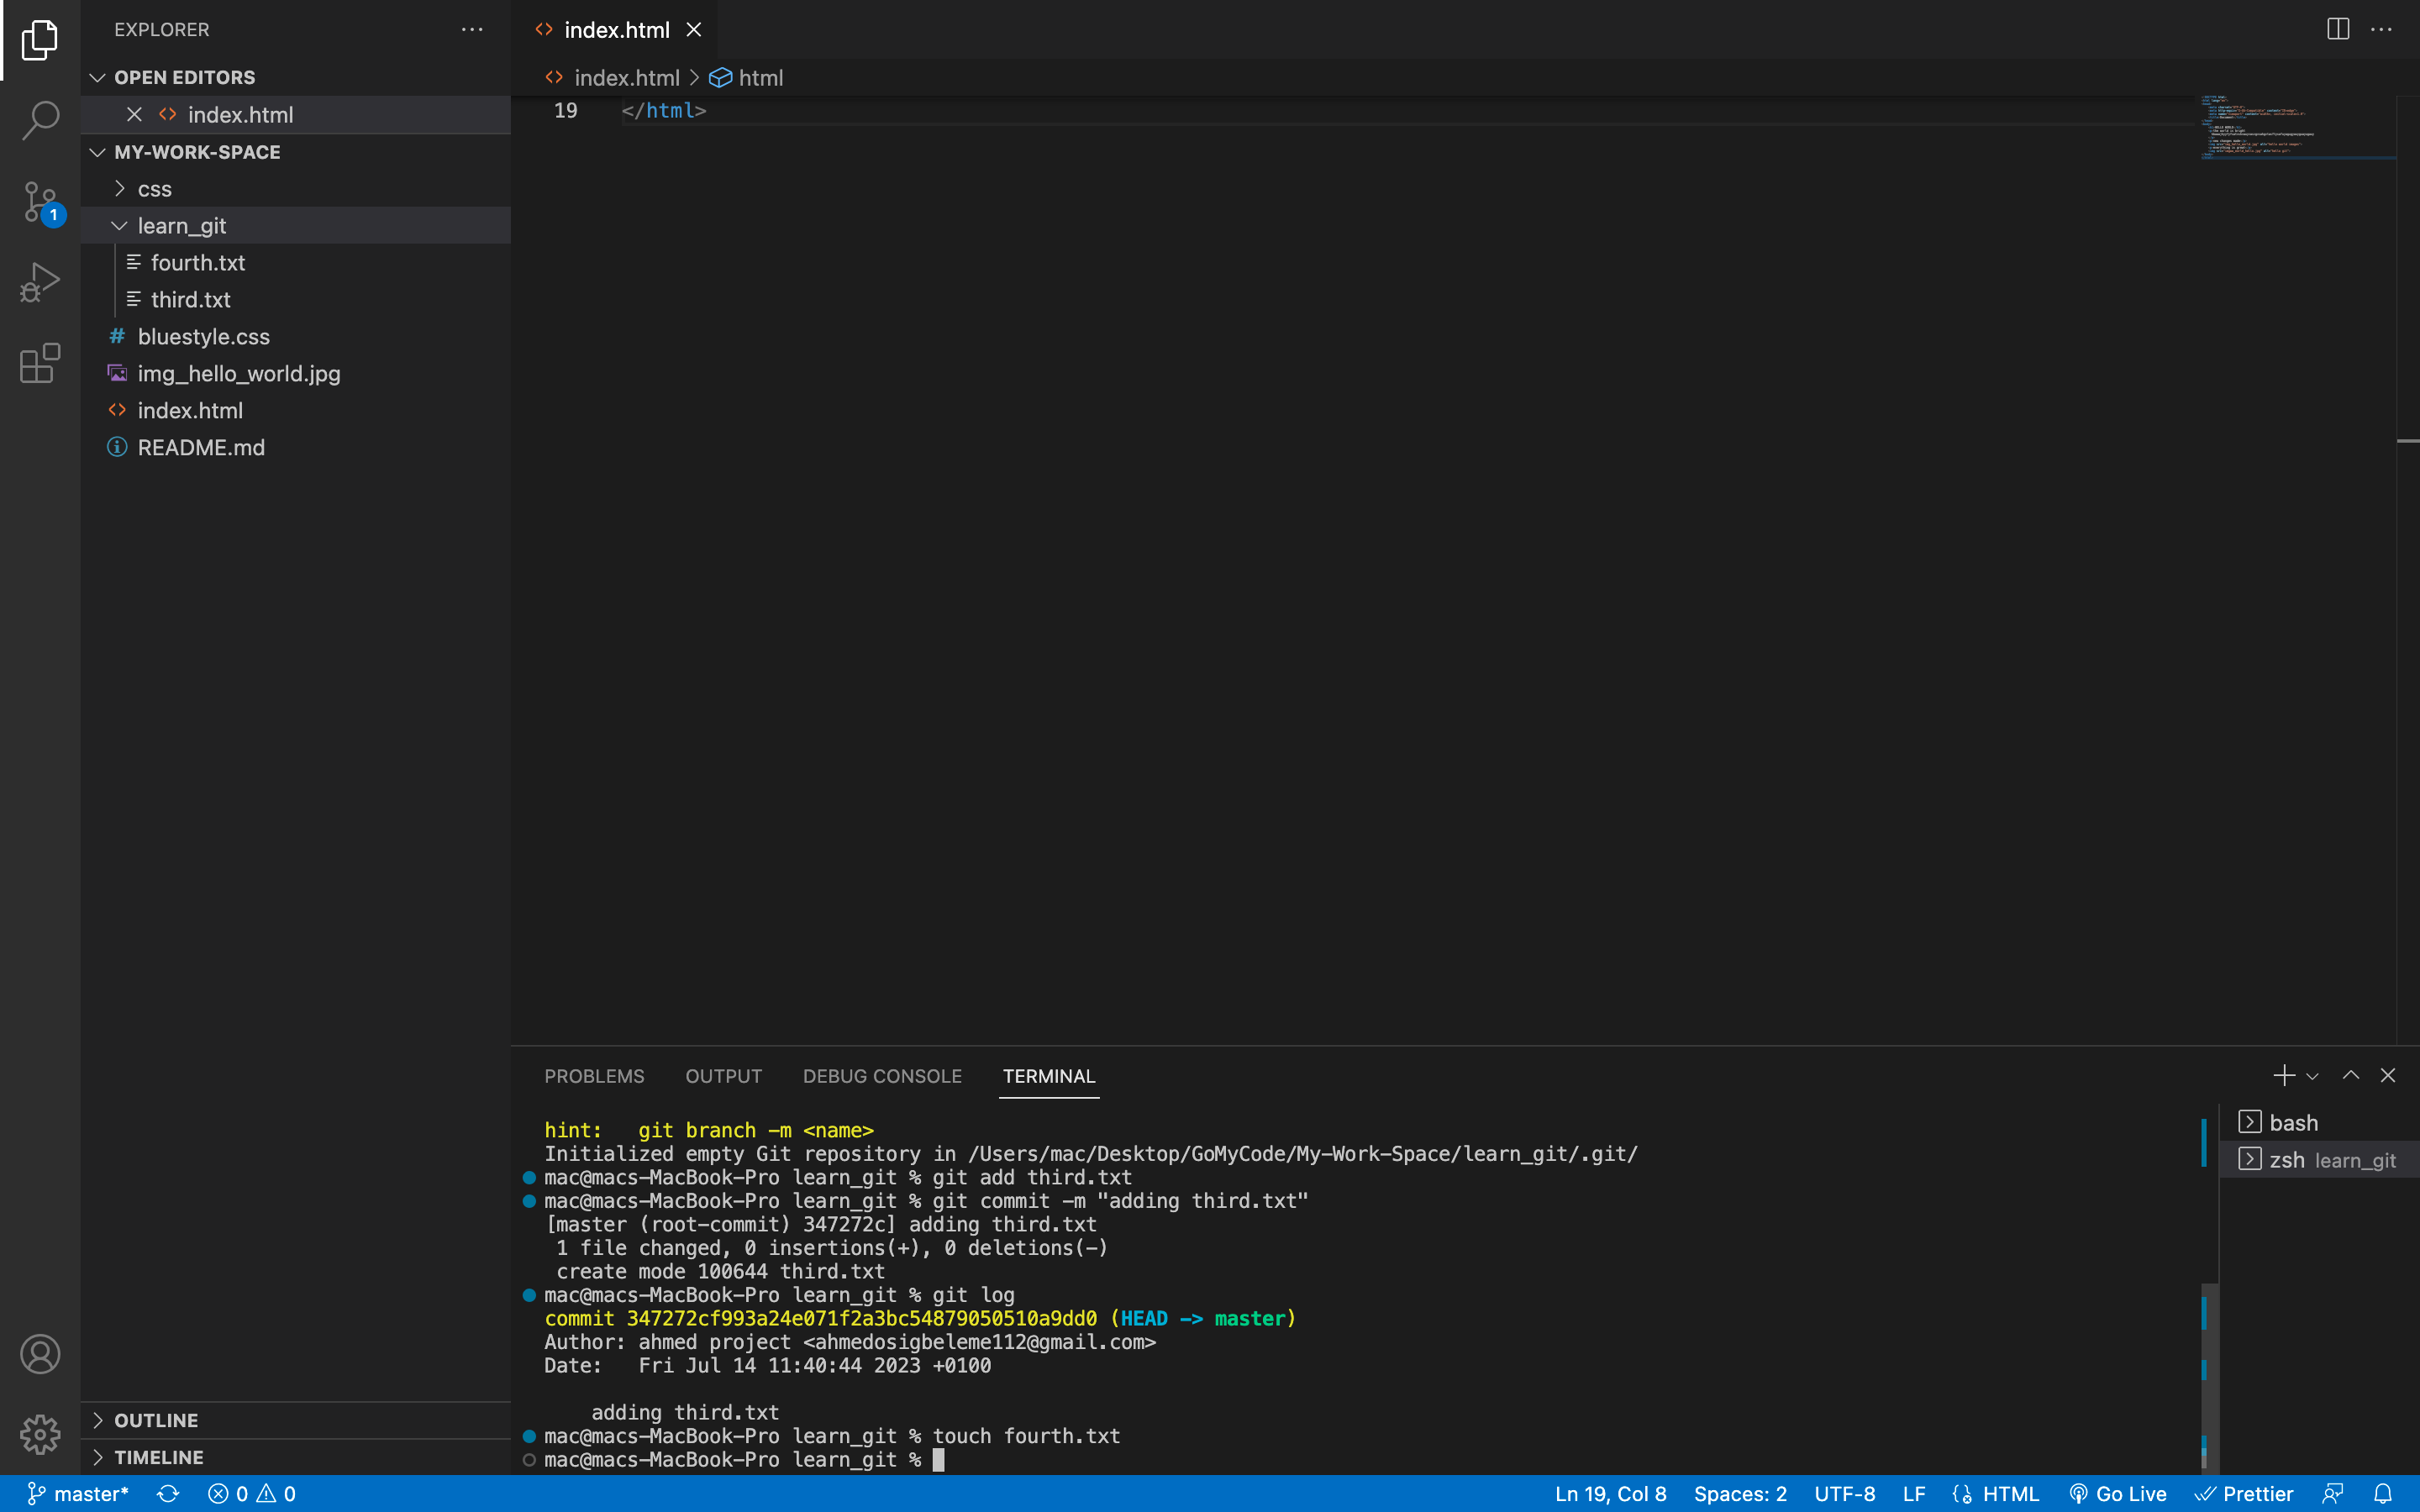 EXPLORER
OPEN EDITORS
index.html
MY-WORK-SPACE
css
learn_git
fourth.txt
third.txt
bluestyle.css
img_hello_world.jpg
index.html
README.md
OUTLINE
TIMELINE
index.html
index.html > html
19 </html>
PROBLEMS OUTPUT DEBUG CONSOLE TERMINAL
hint:   git branch -m <name>
Initialized empty Git repository in /Users/mac/Desktop/GoMyCode/My-Work-Space/learn_git/.git/
mac@macs-MacBook-Pro learn_git % git add third.txt
mac@macs-MacBook-Pro learn_git % git commit -m "adding third.txt"
[master (root-commit) 347272c] adding third.txt
 1 file changed, 0 insertions(+), 0 deletions(-)
 create mode 100644 third.txt
mac@macs-MacBook-Pro learn_git % git log
commit 347272cf993a24e071f2a3bc54879050510a9dd0 (HEAD -> master)
Author: ahmed project <ahmedosigbeleme112@gmail.com>
Date:   Fri Jul 14 11:40:44 2023 +0100
    adding third.txt
mac@macs-MacBook-Pro learn_git % touch fourth.txt
mac@macs-MacBook-Pro learn_git %
bash
zsh learn_git
1
master* 0 0 Ln 19, Col 8 Spaces: 2 UTF-8 LF HTML Go Live Prettier